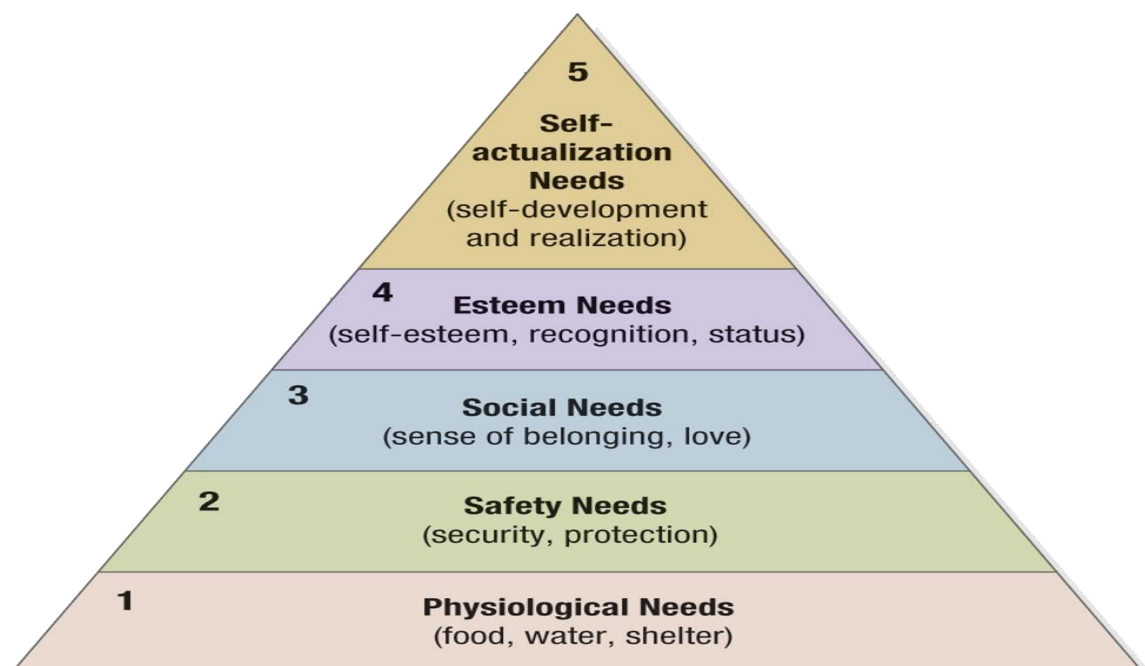 5
Self-
actualization
Needs
(self-development
and realization)
4
Esteem Needs
(self-esteem, recognition, status)
3
Social Needs
(sense of belonging, love)
2
Safety Needs
(security, protection)
1
Physiological Needs
(food, water, shelter)